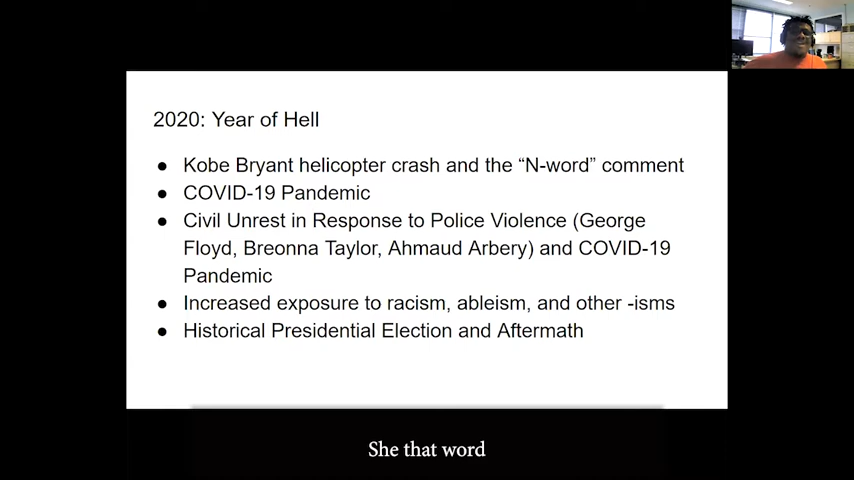 2020: Year of Hell
● Kobe Bryant helicopter crash and the “N-word” comment
● COVID-19 Pandemic
● Civil Unrest in Response to Police Violence (George
Floyd, Breonna Taylor, Ahmaud Arbery) and COVID-19
Pandemic
● Increased exposure to racism, ableism, and other -isms
● Historical Presidential Election and Aftermath
She that word